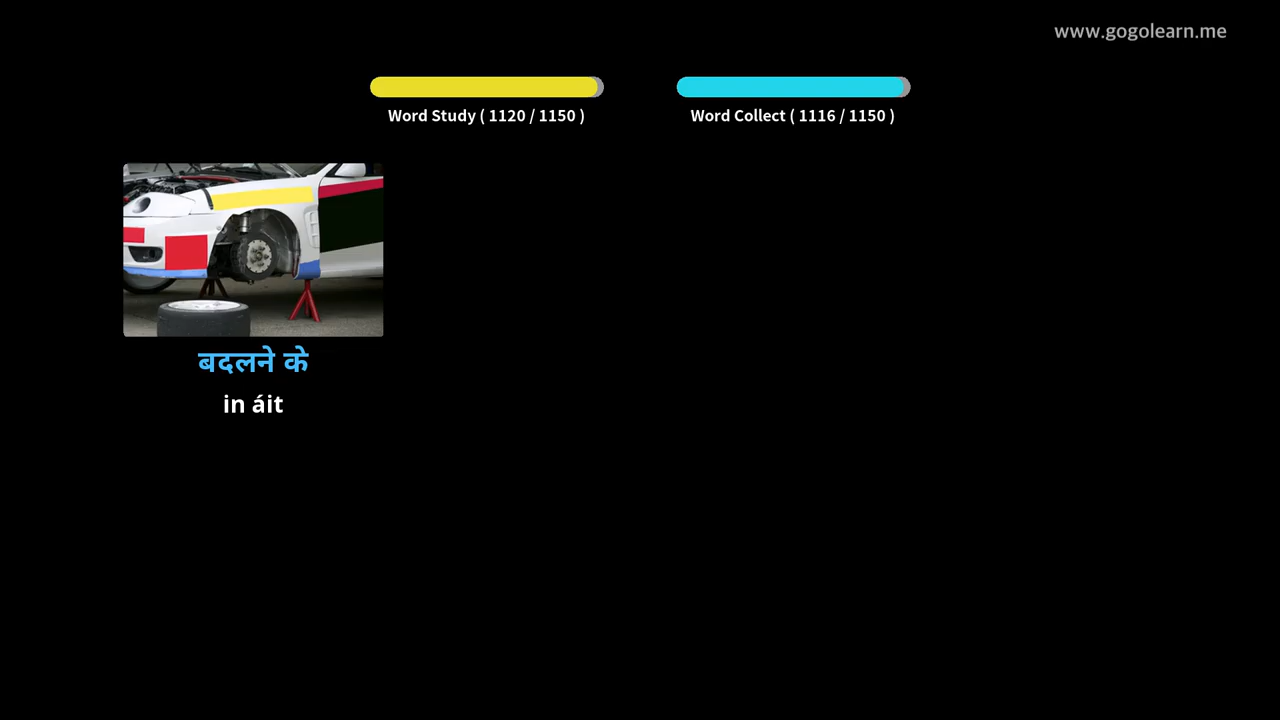 www.gogolearn.me
Word Study ( 1120 / 1150 )
Word Collect ( 1116 / 1150 )
बदलने के
in áit